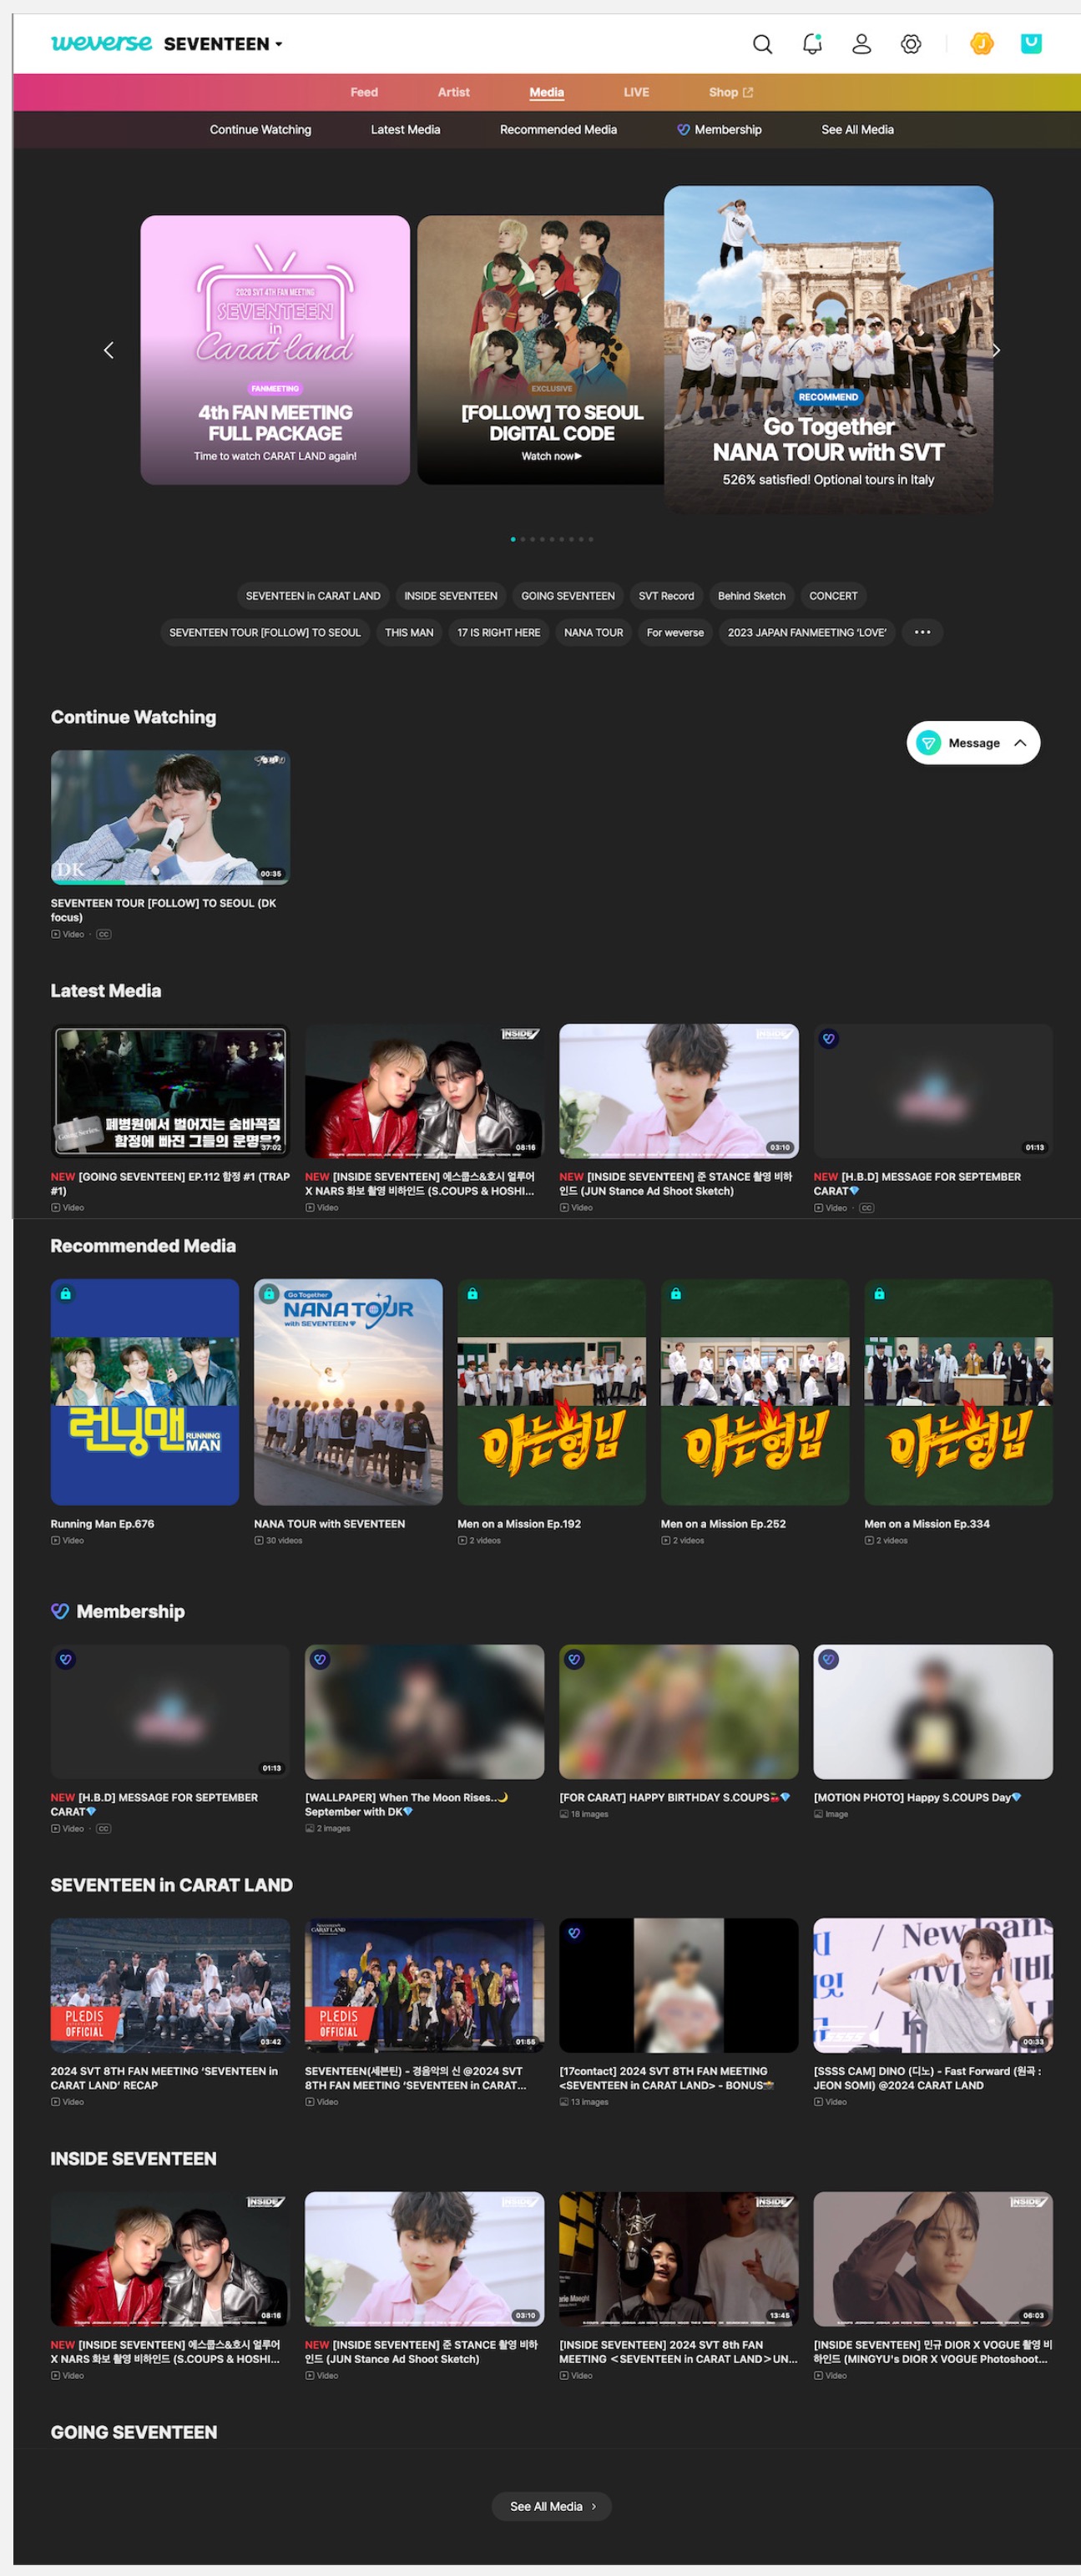 weverse SEVENTEEN
Feed Artist Media LIVE Shop
Continue Watching Latest Media Recommended Media Membership See All Media
2020 SVT 4TH FAN MEETING
SEVENTEEN
in
Carat land
FANMEETING
4th FAN MEETING
FULL PACKAGE
Time to watch CARAT LAND again!
EXCLUSIVE
[FOLLOW] TO SEOUL
DIGITAL CODE
Watch now▶
RECOMMEND
Go Together
NANA TOUR with SVT
526% satisfied! Optional tours in Italy
SEVENTEEN in CARAT LAND INSIDE SEVENTEEN GOING SEVENTEEN SVT Record Behind Sketch CONCERT
SEVENTEEN TOUR [FOLLOW] TO SEOUL THIS MAN 17 IS RIGHT HERE NANA TOUR For weverse 2023 JAPAN FANMEETING ‘LOVE’ •••
Continue Watching
Message
DK
00:35
SEVENTEEN TOUR [FOLLOW] TO SEOUL (DK
focus)
Video · CC
Latest Media
Going Series
폐병원에서 벌어지는 숨바꼭질
함정에 빠진 그들의 운명은?
37:02
NEW [GOING SEVENTEEN] EP.112 함정 #1 (TRAP
#1)
Video
INSIDE
08:16
NEW [INSIDE SEVENTEEN] 에스쿱스&호시 얼루어
X NARS 화보 촬영 비하인드 (S.COUPS & HOSHI...
Video
INSIDE
03:10
NEW [INSIDE SEVENTEEN] 준 STANCE 촬영 비하
인드 (JUN Stance Ad Shoot Sketch)
Video
01:13
NEW [H.B.D] MESSAGE FOR SEPTEMBER
CARAT💎
Video · CC
Recommended Media
런닝맨 RUNNING
MAN
Running Man Ep.676
Video
Go Together
NANA TOUR
with SEVENTEEN
NANA TOUR with SEVENTEEN
30 videos
아는형님
Men on a Mission Ep.192
2 videos
아는형님
Men on a Mission Ep.252
2 videos
아는형님
Men on a Mission Ep.334
2 videos
Membership
01:13
NEW [H.B.D] MESSAGE FOR SEPTEMBER
CARAT💎
Video · CC
[WALLPAPER] When The Moon Rises..🌙
September with DK💎
2 images
[FOR CARAT] HAPPY BIRTHDAY S.COUPS🍒💎
18 images
[MOTION PHOTO] Happy S.COUPS Day💎
Image
SEVENTEEN in CARAT LAND
PLEDIS
OFFICIAL
03:42
2024 SVT 8TH FAN MEETING ‘SEVENTEEN in
CARAT LAND’ RECAP
Video
CARAT LAND
PLEDIS
OFFICIAL
01:55
SEVENTEEN(세븐틴) - 경음악의 신 @2024 SVT
8TH FAN MEETING ‘SEVENTEEN in CARAT...
Video
[17contact] 2024 SVT 8TH FAN MEETING
<SEVENTEEN in CARAT LAND> - BONUS📸
13 images
NewJeans
SSSS
00:33
[SSSS CAM] DINO (디노) - Fast Forward (원곡 :
JEON SOMI) @2024 CARAT LAND
Video
INSIDE SEVENTEEN
INSIDE
08:16
NEW [INSIDE SEVENTEEN] 에스쿱스&호시 얼루어
X NARS 화보 촬영 비하인드 (S.COUPS & HOSHI...
Video
INSIDE
03:10
NEW [INSIDE SEVENTEEN] 준 STANCE 촬영 비하
인드 (JUN Stance Ad Shoot Sketch)
Video
INSIDE
13:45
[INSIDE SEVENTEEN] 2024 SVT 8th FAN
MEETING ＜SEVENTEEN in CARAT LAND＞UN...
Video
INSIDE
06:03
[INSIDE SEVENTEEN] 민규 DIOR X VOGUE 촬영 비
하인드 (MINGYU's DIOR X VOGUE Photoshoot...
Video
GOING SEVENTEEN
See All Media